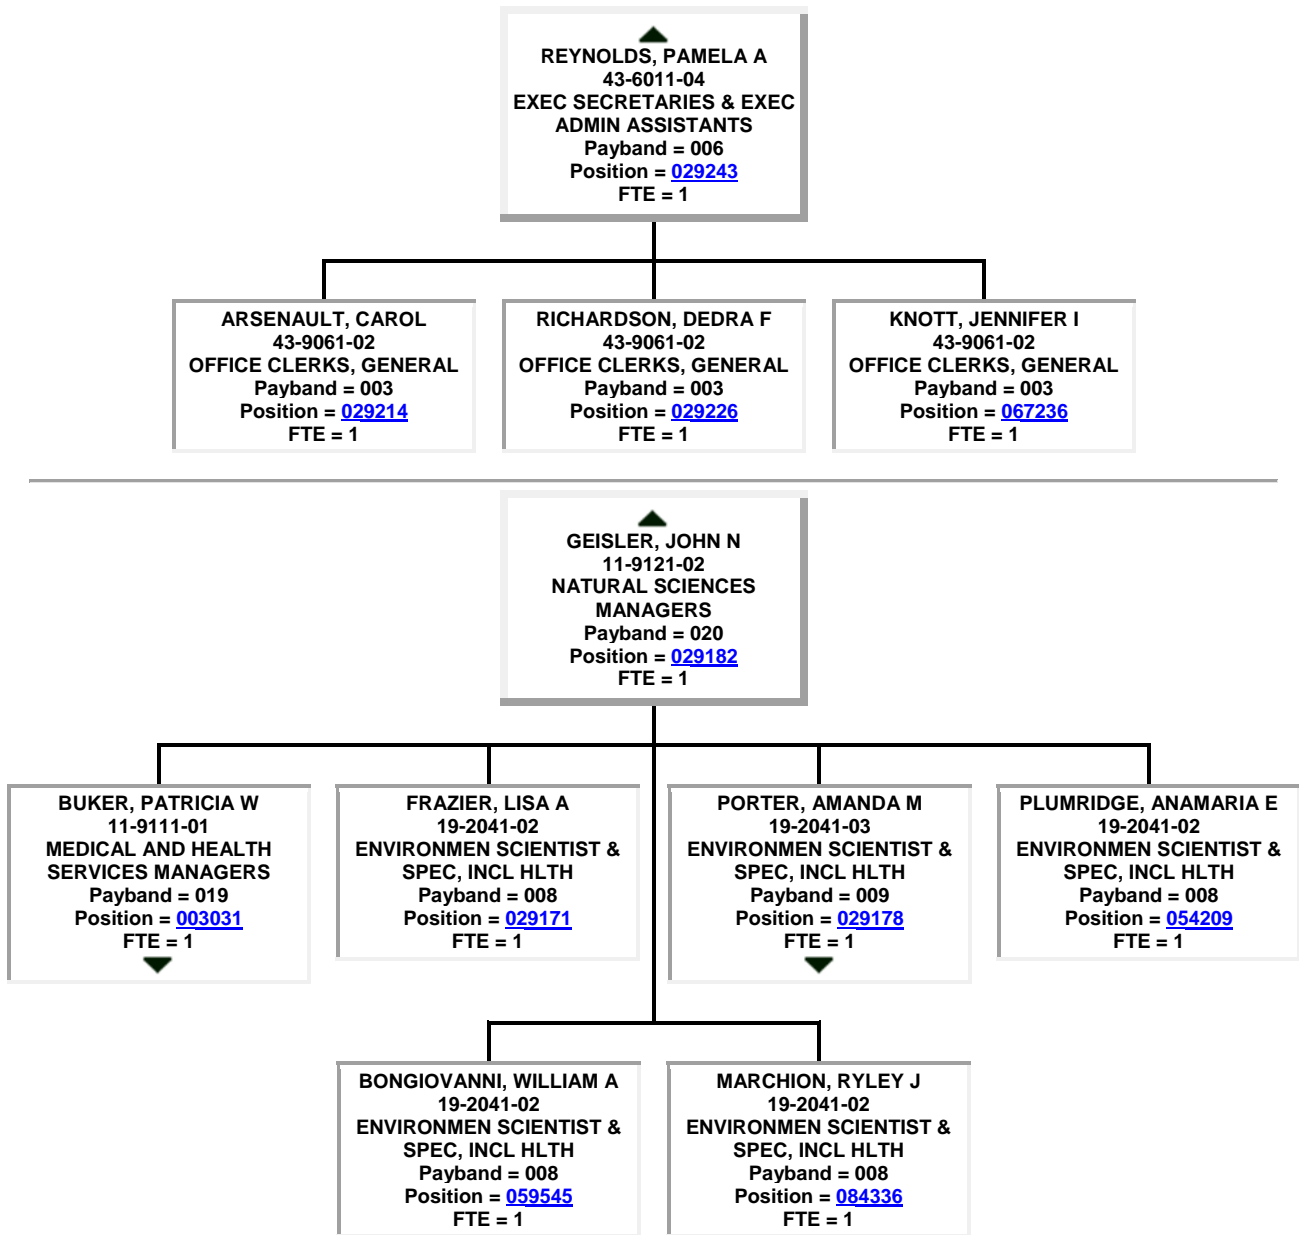 REYNOLDS, PAMELA A
43-6011-04
EXEC SECRETARIES & EXEC
ADMIN ASSISTANTS
Payband = 006
Position = 029243
FTE = 1
ARSENAULT, CAROL
43-9061-02
OFFICE CLERKS, GENERAL
Payband = 003
Position = 029214
FTE = 1
RICHARDSON, DEDRA F
43-9061-02
OFFICE CLERKS, GENERAL
Payband = 003
Position = 029226
FTE = 1
KNOTT, JENNIFER I
43-9061-02
OFFICE CLERKS, GENERAL
Payband = 003
Position = 067236
FTE = 1
GEISLER, JOHN N
11-9121-02
NATURAL SCIENCES
MANAGERS
Payband = 020
Position = 029182
FTE = 1
BUKER, PATRICIA W
11-9111-01
MEDICAL AND HEALTH
SERVICES MANAGERS
Payband = 019
Position = 003031
FTE = 1
FRAZIER, LISA A
19-2041-02
ENVIRONMEN SCIENTIST &
SPEC, INCL HLTH
Payband = 008
Position = 029171
FTE = 1
PORTER, AMANDA M
19-2041-03
ENVIRONMEN SCIENTIST &
SPEC, INCL HLTH
Payband = 009
Position = 029178
FTE = 1
PLUMRIDGE, ANAMARIA E
19-2041-02
ENVIRONMEN SCIENTIST &
SPEC, INCL HLTH
Payband = 008
Position = 054209
FTE = 1
BONGIOVANNI, WILLIAM A
19-2041-02
ENVIRONMEN SCIENTIST &
SPEC, INCL HLTH
Payband = 008
Position = 059545
FTE = 1
MARCHION, RYLEY J
19-2041-02
ENVIRONMEN SCIENTIST &
SPEC, INCL HLTH
Payband = 008
Position = 084336
FTE = 1